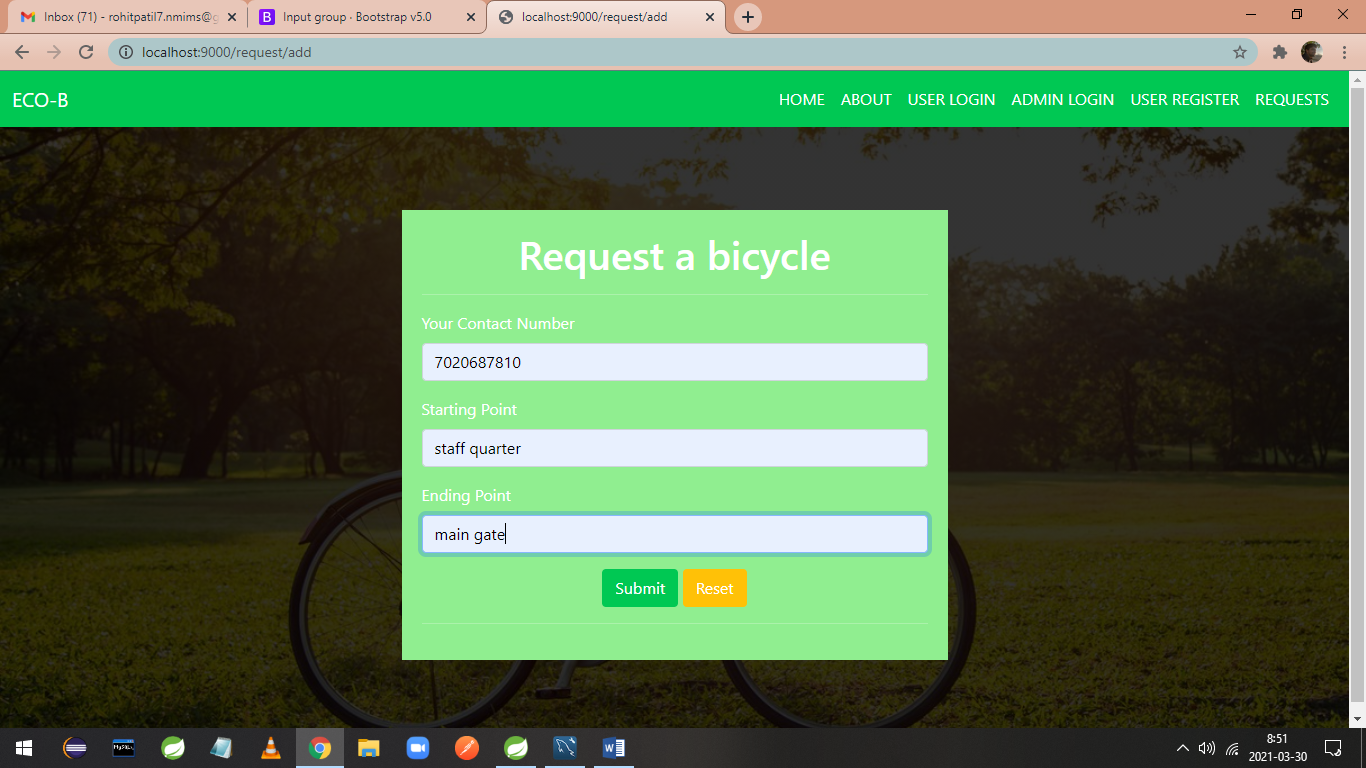 Inbox (71) - rohitpatil7.nmims@g
Input group · Bootstrap v5.0
localhost:9000/request/add
localhost:9000/request/add
ECO-B
HOME ABOUT USER LOGIN ADMIN LOGIN USER REGISTER REQUESTS
Request a bicycle
Your Contact Number
7020687810
Starting Point
staff quarter
Ending Point
main gate
Submit Reset
8:51
2021-03-30